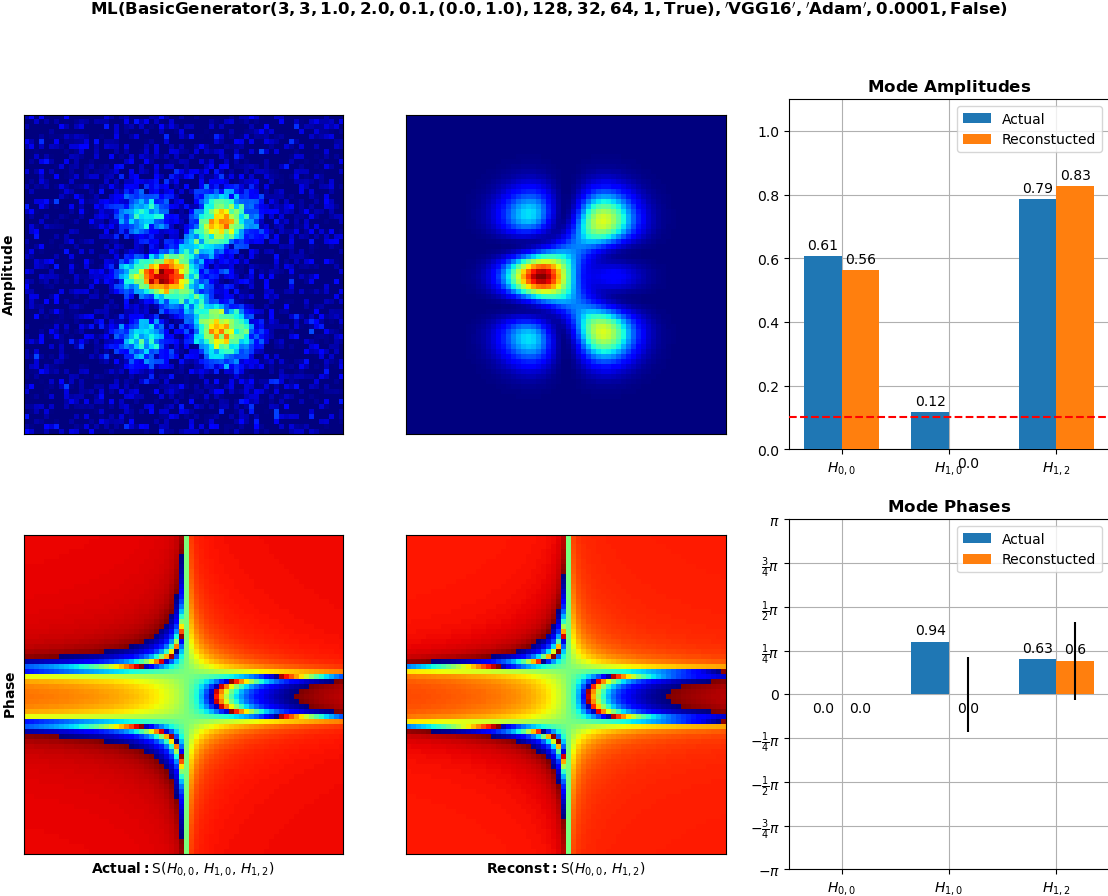 ML(BasicGenerator(3, 3, 1.0, 2.0, 0.1, (0.0, 1.0), 128, 32, 64, 1, True), ′VGG16′, ′Adam′, 0.0001, False)
Amplitude
Mode Amplitudes
Actual
Reconstucted
1.0
0.8
0.6
0.4
0.2
0.0
0.61
0.56
0.12
0.0
0.79
0.83
H0,0
H1,0
H1,2
Phase
Actual: S(H0,0, H1,0, H1,2)
Reconst: S(H0,0, H1,2)
Mode Phases
Actual
Reconstucted
π
3/4π
1/2π
1/4π
0
−1/4π
−1/2π
−3/4π
−π
0.0
0.0
0.94
0.0
0.63
0.6
H0,0
H1,0
H1,2